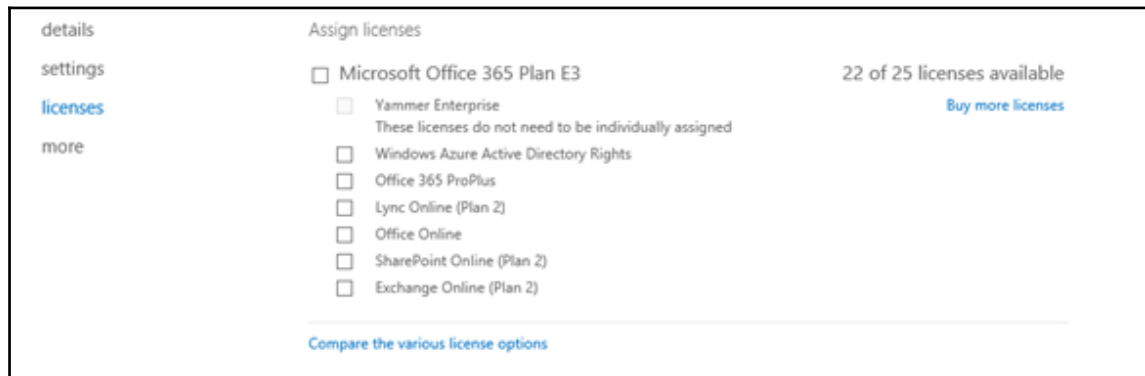 details
settings
licenses
more
Assign licenses
Microsoft Office 365 Plan E3
22 of 25 licenses available
Buy more licenses
Yammer Enterprise
These licenses do not need to be individually assigned
Windows Azure Active Directory Rights
Office 365 ProPlus
Lync Online (Plan 2)
Office Online
SharePoint Online (Plan 2)
Exchange Online (Plan 2)
Compare the various license options